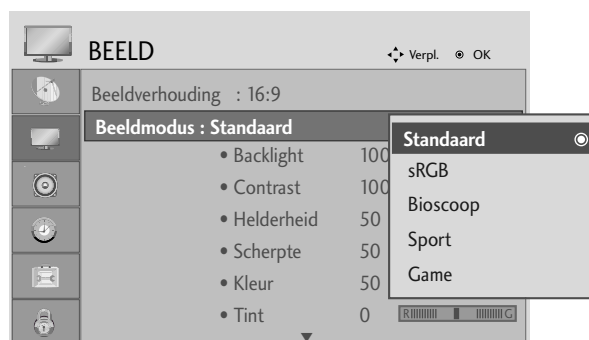 BEELD Verpl. OK
Beeldverhouding : 16:9
Beeldmodus : Standaard
• Backlight 100
• Contrast 100
• Helderheid 50
• Scherpte 50
• Kleur 50
• Tint 0 R G
Standaard
sRGB
Bioscoop
Sport
Game